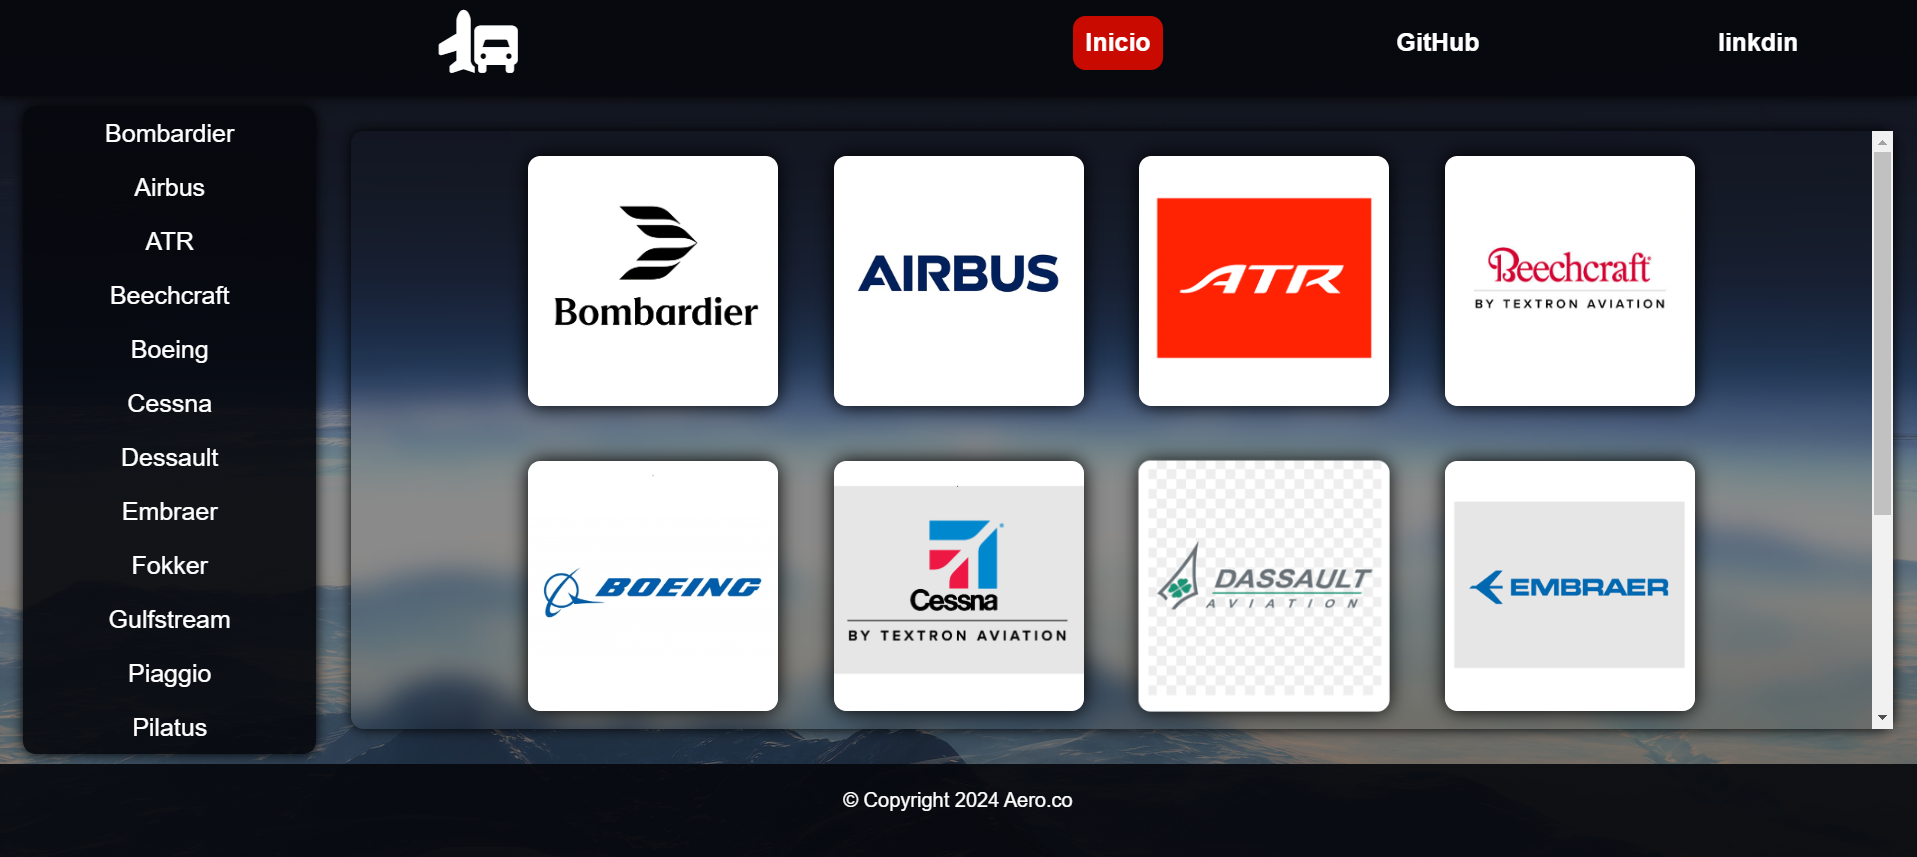 Inicio
GitHub
linkdin
Bombardier
Airbus
ATR
Beechcraft
Boeing
Cessna
Dessault
Embraer
Fokker
Gulfstream
Piaggio
Pilatus
Bombardier
AIRBUS
ATR
Beechcraft
BY TEXTRON AVIATION
BOEING
Cessna
BY TEXTRON AVIATION
DASSAULT
AVIATION
EMBRAER
© Copyright 2024 Aero.co